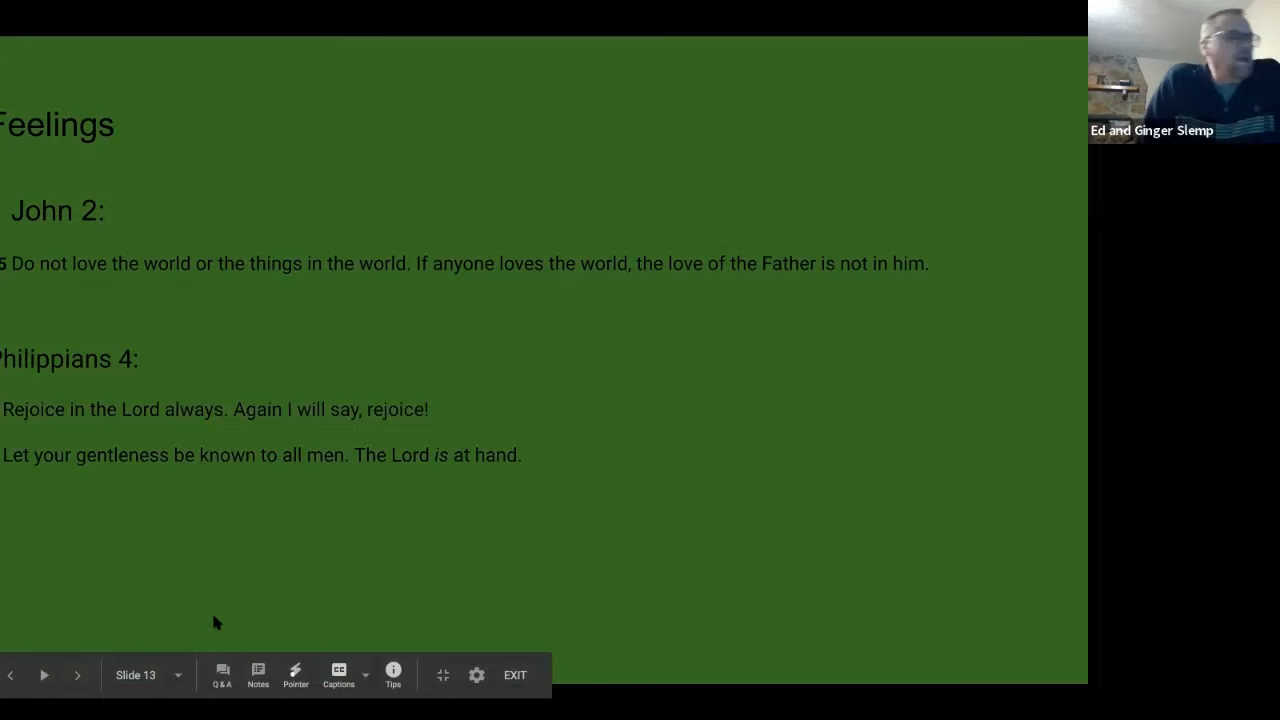 Feelings
Ed and Ginger Slemp
John 2:
5 Do not love the world or the things in the world. If anyone loves the world, the love of the Father is not in him.
Philippians 4:
Rejoice in the Lord always. Again I will say, rejoice!
Let your gentleness be known to all men. The Lord is at hand.
Slide 13
Q & A
Notes
Pointer
Captions
Tips
EXIT